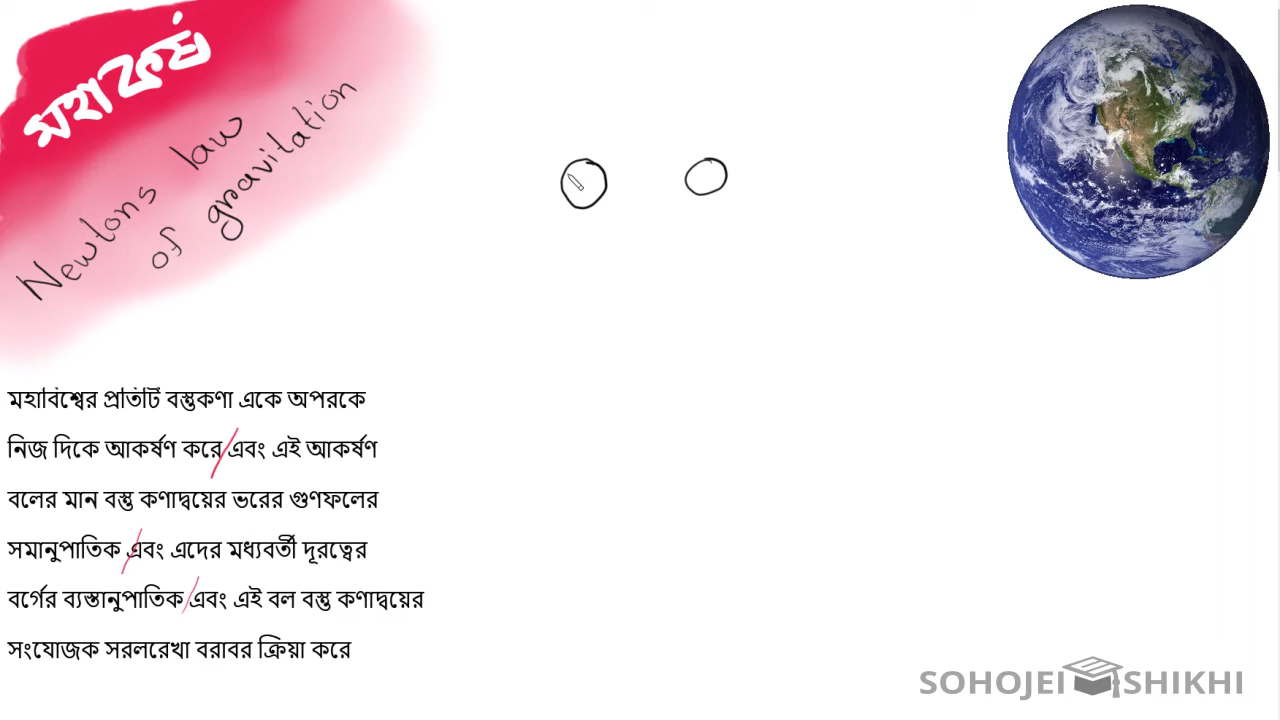 মহাকর্ষ
Newtons law
of gravitation
মহাবিশ্বের প্রতিটি বস্তুকণা একে অপরকে
নিজ দিকে আকর্ষণ করে এবং এই আকর্ষণ
বলের মান বস্তু কণাদ্বয়ের ভরের গুণফলের
সমানুপাতিক এবং এদের মধ্যবর্তী দূরত্বের
বর্গের ব্যস্তানুপাতিক এবং এই বল বস্তু কণাদ্বয়ের
সংযোজক সরলরেখা বরাবর ক্রিয়া করে
SOHOJEI SHIKHI